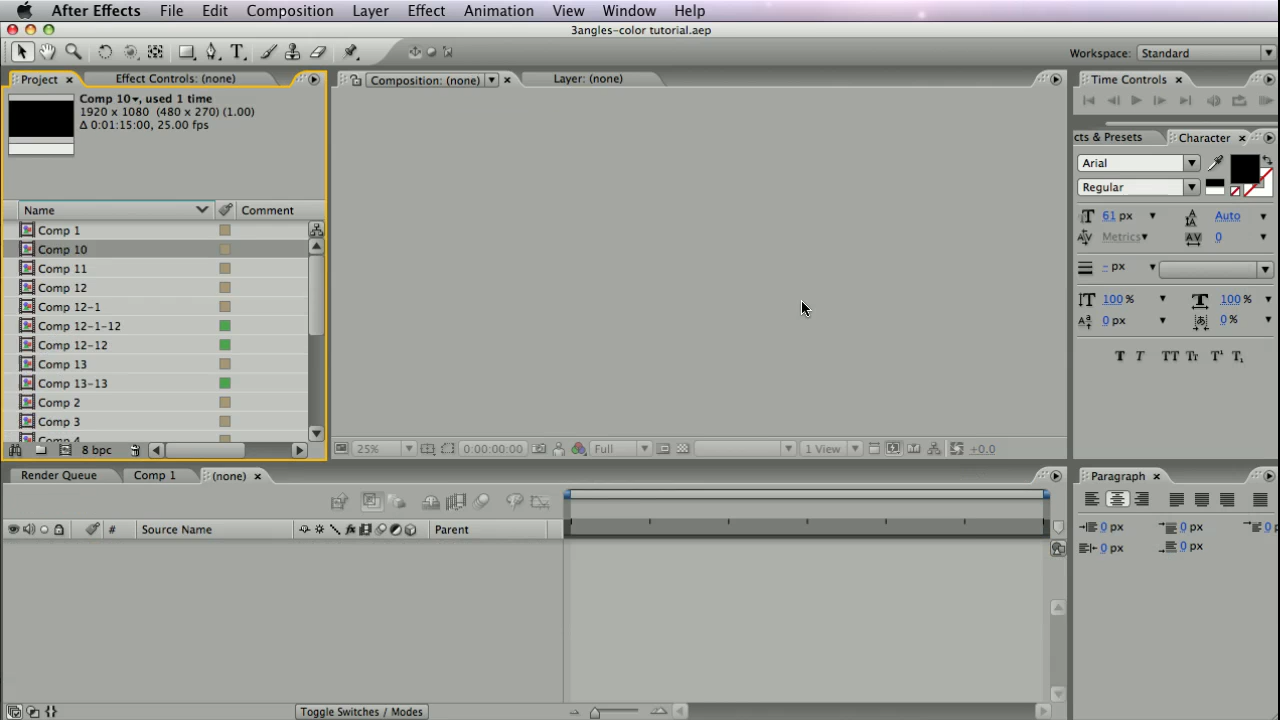 After Effects File Edit Composition Layer Effect Animation View Window Help
3angles-color tutorial.aep
Workspace: Standard
Project Effect Controls: (none)
Composition: (none) Layer: (none)
Time Controls
Comp 10, used 1 time
1920 x 1080 (480 x 270) (1.00)
Δ 0:01:15:00, 25.00 fps
cts & Presets Character
Arial
Regular
61 px Auto
Metrics 0
- px
100 % 100 %
0 px 0 %
T T TT Tr T¹ T,
Name Comment
Comp 1
Comp 10
Comp 11
Comp 12
Comp 12-1
Comp 12-1-12
Comp 12-12
Comp 13
Comp 13-13
Comp 2
Comp 3
Comp 4
8 bpc
25% 0:00:00:00 Full 1 View +0.0
Render Queue Comp 1 (none)
Paragraph
# Source Name Parent
0 px 0 px 0 p
0 px 0 px
Toggle Switches / Modes